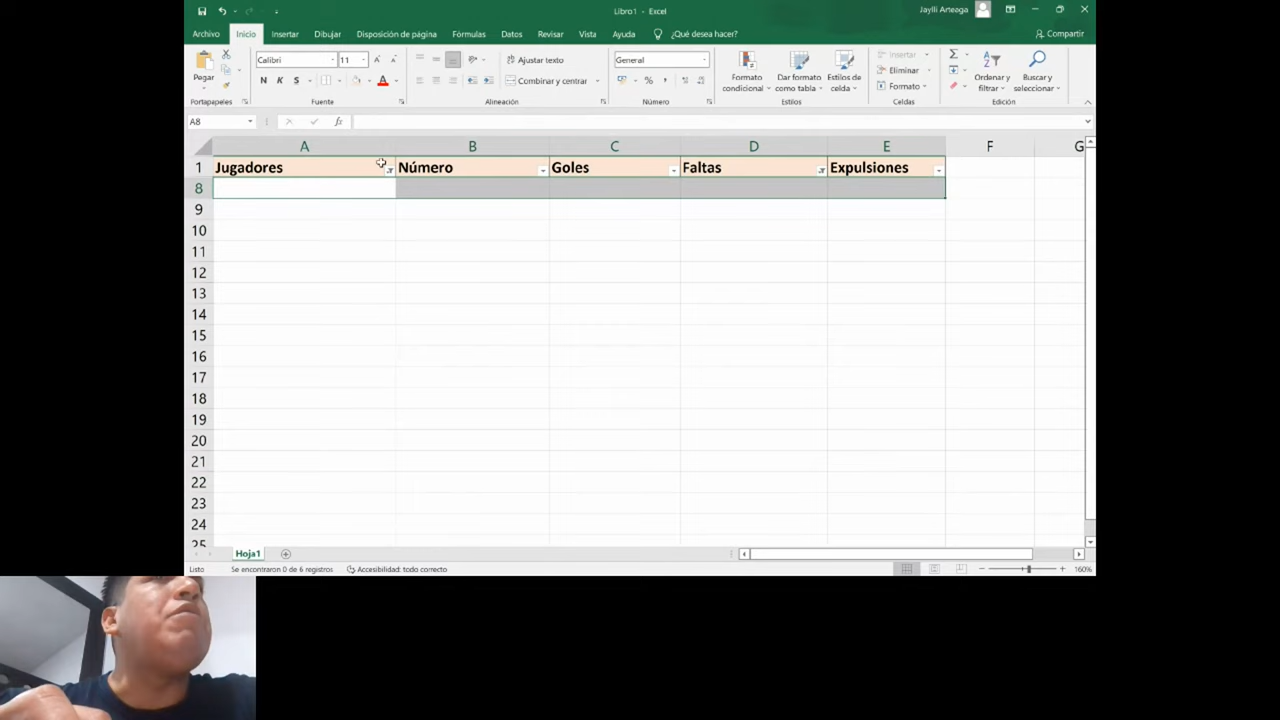 Libro1 - Excel
Jaylli Arteaga
Archivo Inicio Insertar Dibujar Disposición de página Fórmulas Datos Revisar Vista Ayuda ¿Qué desea hacer? Compartir
Calibri 11
Ajustar texto
General
Insertar
Pegar
N K S
Combinar y centrar
% 
Formato condicional
Dar formato como tabla
Estilos de celda
Eliminar
Formato
Ordenar y filtrar
Buscar y seleccionar
Portapapeles Fuente Alineación Número Estilos Celdas Edición
A8 fx
A B C D E F G
1 Jugadores Número Goles Faltas Expulsiones
8
9
10
11
12
13
14
15
16
17
18
19
20
21
22
23
24
25
Hoja1
Listo Se encontraron 0 de 6 registros Accesibilidad: todo correcto 160%